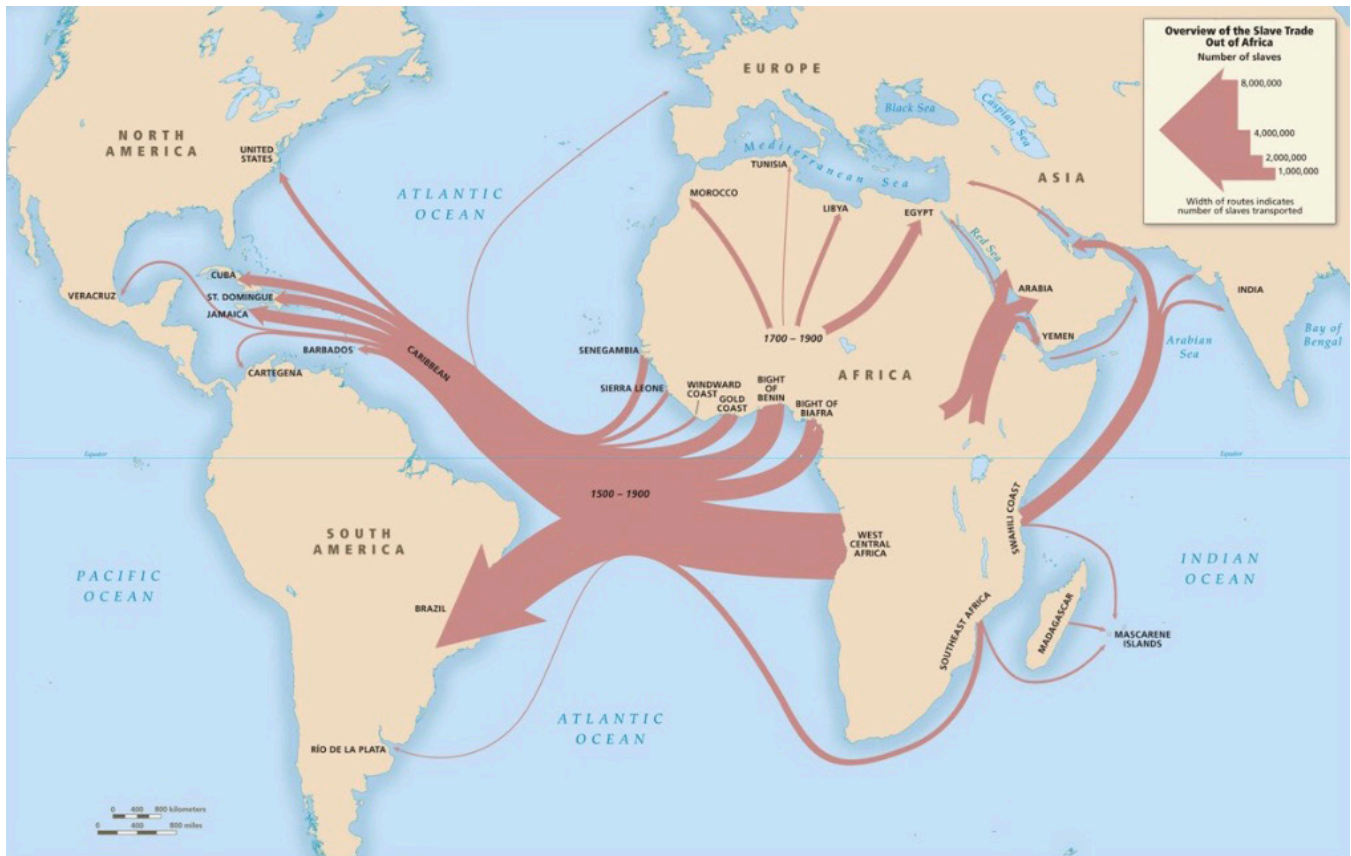 Overview of the Slave Trade
Out of Africa
Number of slaves
8,000,000
4,000,000
2,000,000
1,000,000
Width of routes indicates
number of slaves transported
EUROPE
Black Sea
Caspian Sea
NORTH
AMERICA
UNITED
STATES
Mediterranean Sea
TUNISIA
ASIA
ATLANTIC
OCEAN
MOROCCO
LIBYA
EGYPT
Red Sea
CUBA
VERACRUZ
ST. DOMINGUE
JAMAICA
ARABIA
INDIA
BARBADOS
CARIBBEAN
CARTEGENA
SENEGAMBIA
1700 – 1900
YEMEN
Arabian
Sea
Bay of
Bengal
SIERRA LEONE
WINDWARD
COAST
GOLD
COAST
BIGHT
OF
BENIN
BIGHT OF
BIAFRA
AFRICA
Equator
Equator
1500 – 1900
SOUTH
AMERICA
WEST
CENTRAL
AFRICA
SWAHILI COAST
PACIFIC
OCEAN
INDIAN
OCEAN
BRAZIL
SOUTHEAST AFRICA
MADAGASCAR
MASCARENE
ISLANDS
ATLANTIC
OCEAN
RÍO DE LA PLATA
0 400 800 kilometers
0 400 800 miles